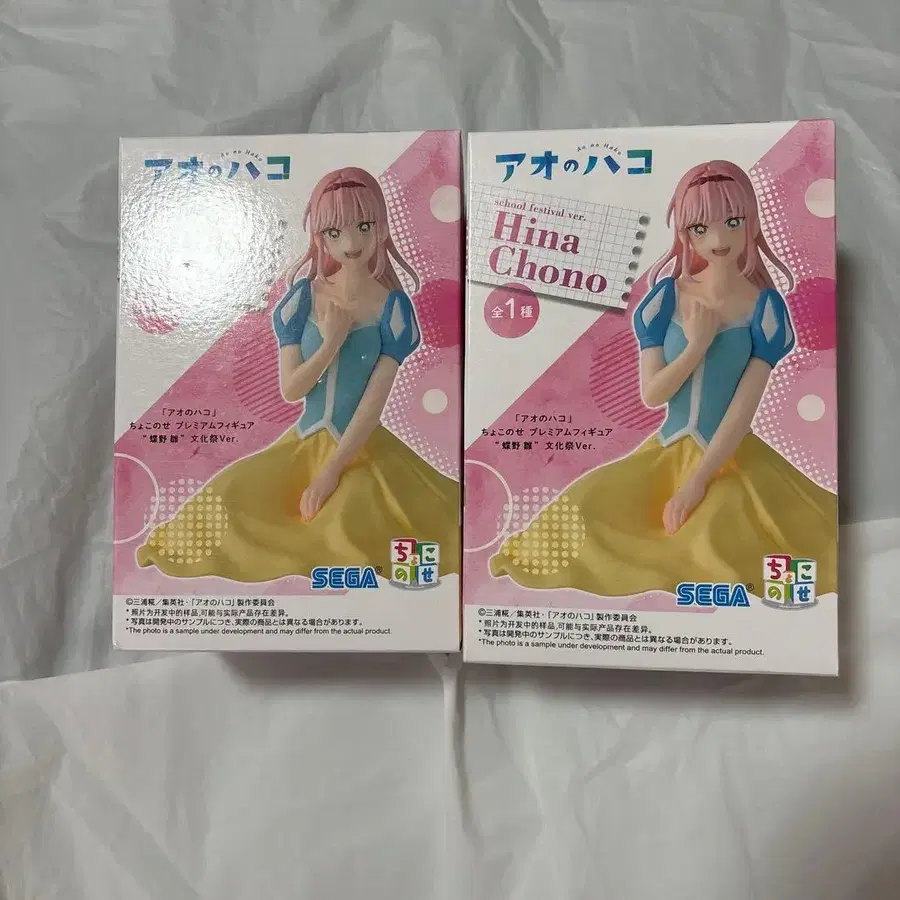 Ao no Hako
アオのハコ
「アオのハコ」
ちょこのせ プレミアムフィギュア
“蝶野 雛” 文化祭Ver.
SEGA
ちょこのせ
©三浦糀／集英社・「アオのハコ」製作委員会
* 照片为开发中的样品,可能与实际产品存在差异。
* 写真は開発中のサンプルにつき、実際の商品とは異なる場合があります。
*The photo is a sample under development and may differ from the actual product.
Ao no Hako
アオのハコ
school festival ver.
Hina
Chono
全1種
「アオのハコ」
ちょこのせ プレミアムフィギュア
“蝶野 雛” 文化祭Ver.
SEGA
ちょこのせ
©三浦糀／集英社・「アオのハコ」製作委員会
* 照片为开发中的样品,可能与实际产品存在差异。
* 写真は開発中のサンプルにつき、実際の商品とは異なる場合があります。
*The photo is a sample under development and may differ from the actual product.